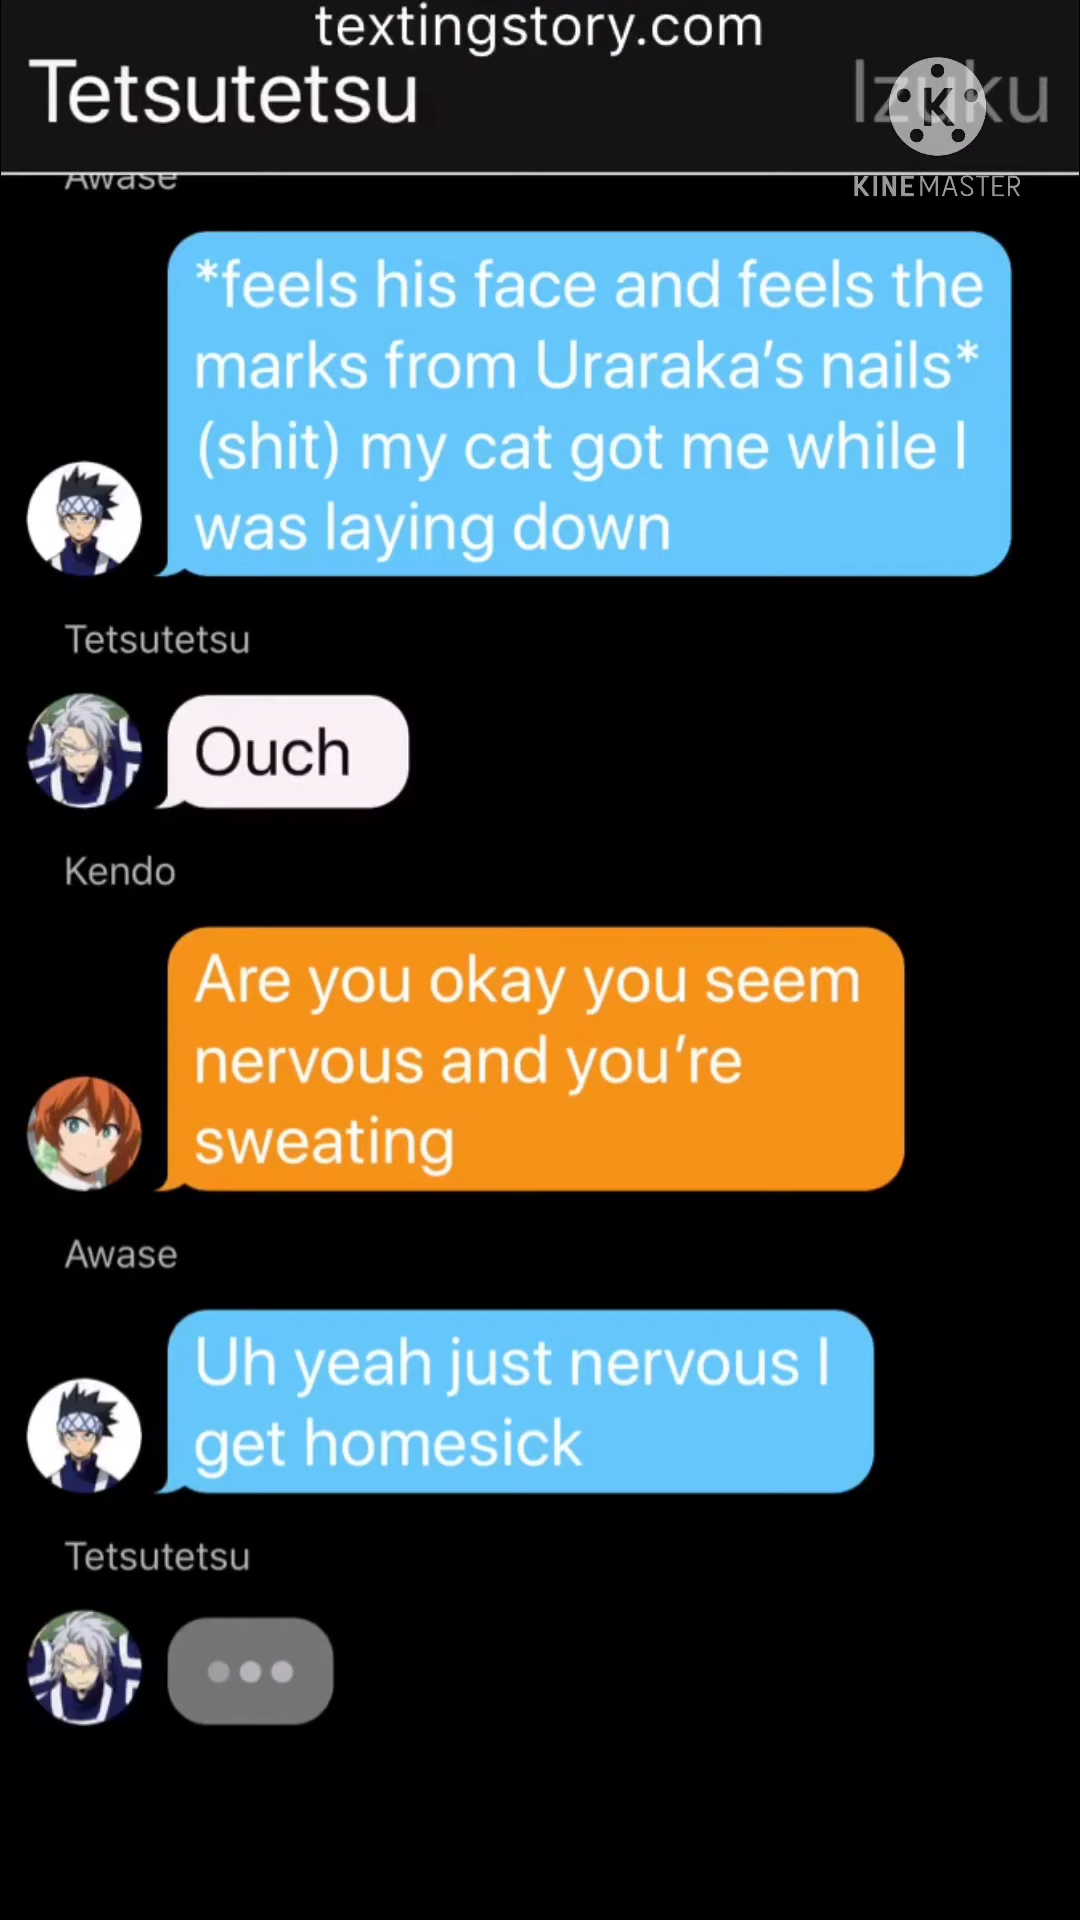 textingstory.com
Tetsutetsu
Izuku
KINEMASTER
Awase
*feels his face and feels the
marks from Uraraka’s nails*
(shit) my cat got me while I
was laying down
Tetsutetsu
Ouch
Kendo
Are you okay you seem
nervous and you’re
sweating
Awase
Uh yeah just nervous I
get homesick
Tetsutetsu